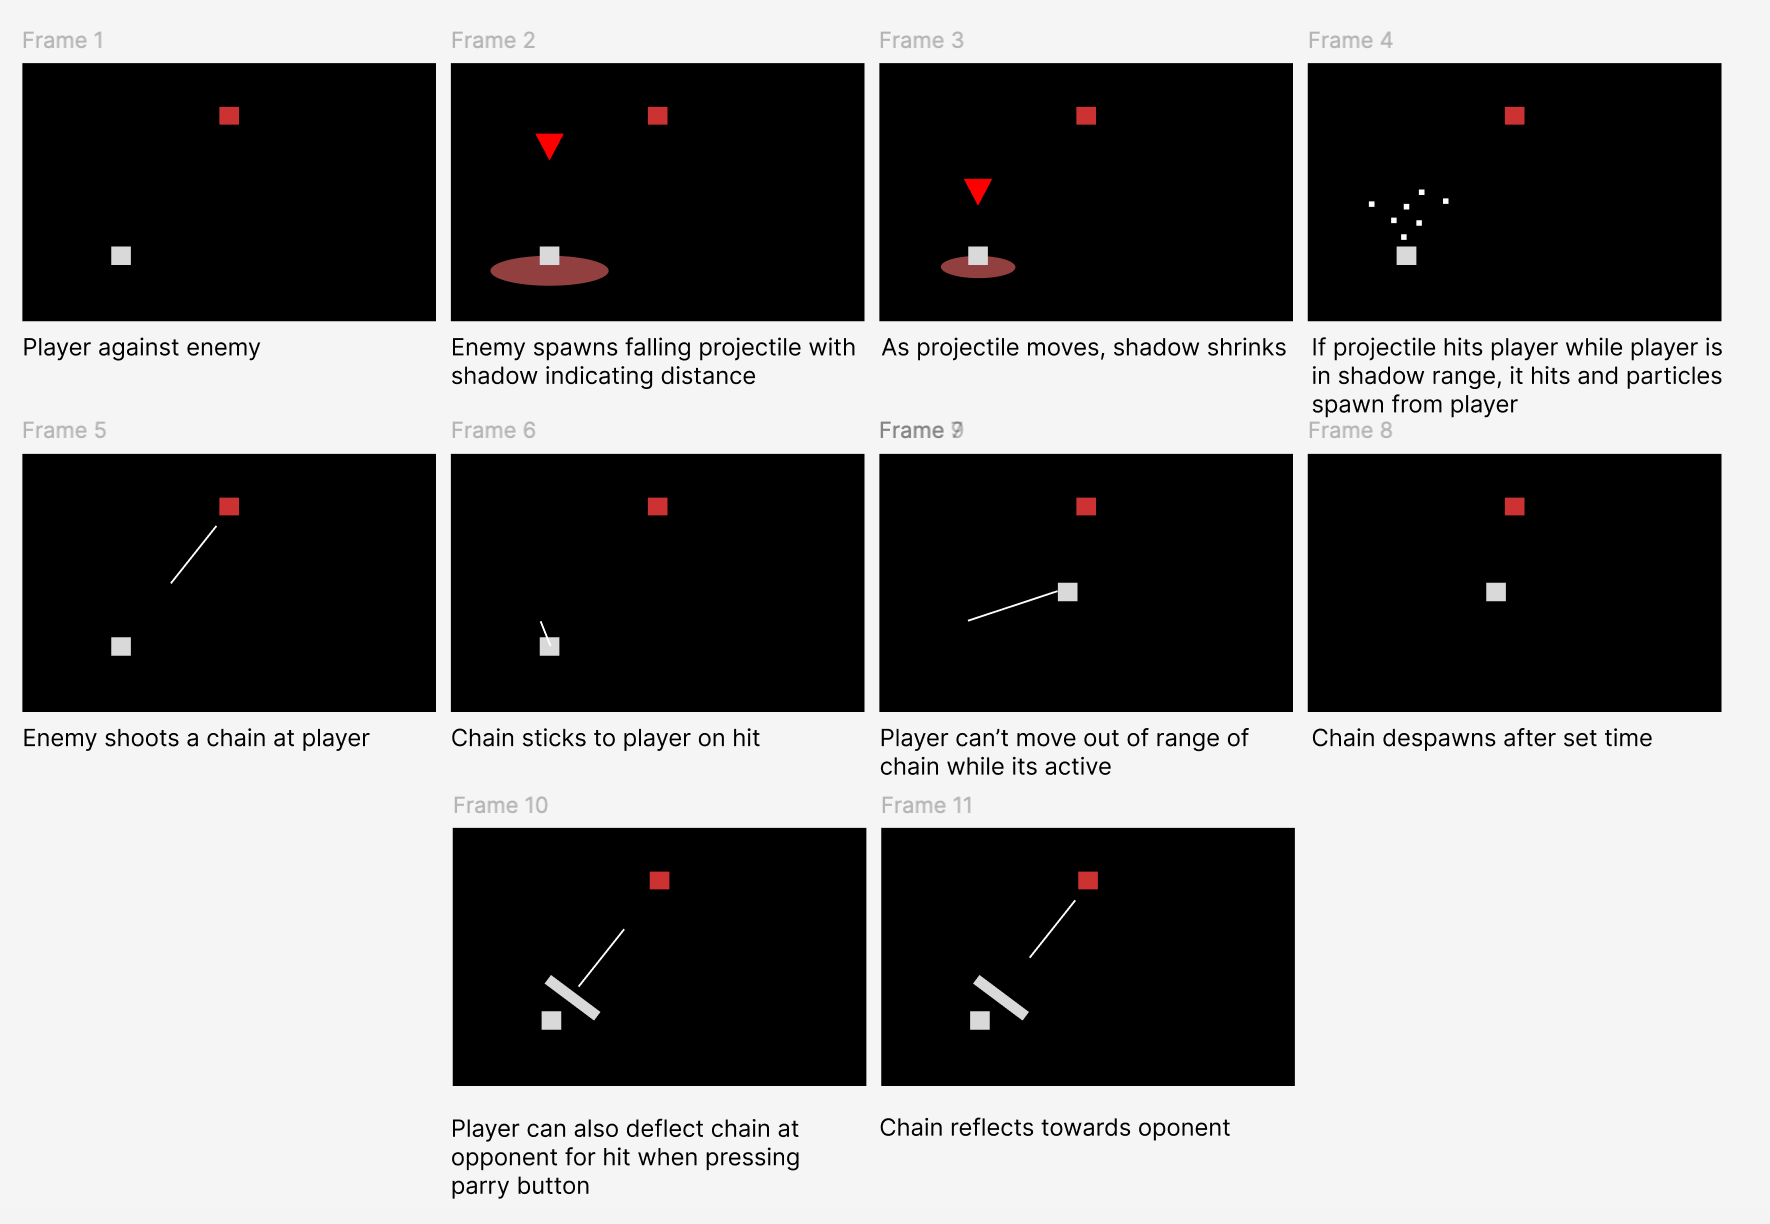 Frame 1
Frame 2
Frame 3
Frame 4
Player against enemy
Enemy spawns falling projectile with
shadow indicating distance
As projectile moves, shadow shrinks
If projectile hits player while player is
in shadow range, it hits and particles
spawn from player
Frame 5
Frame 6
Frame
Frame 8
Enemy shoots a chain at player
Chain sticks to player on hit
Player can’t move out of range of
chain while its active
Chain despawns after set time
Frame 10
Frame 11
Player can also deflect chain at
opponent for hit when pressing
parry button
Chain reflects towards oponent